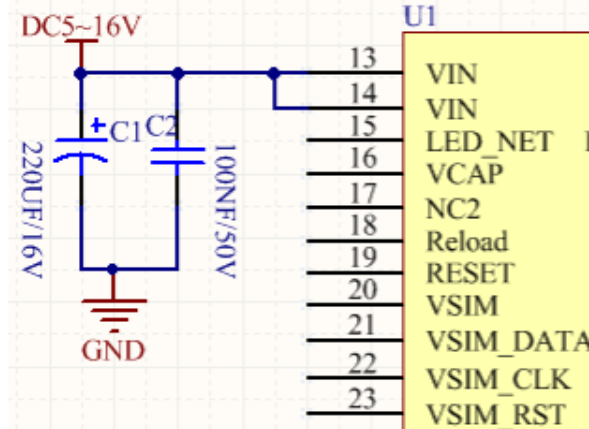 U1
DC5~16V
13 VIN
14 VIN
15 LED_NET
16 VCAP
17 NC2
18 Reload
19 RESET
20 VSIM
21 VSIM_DATA
22 VSIM_CLK
23 VSIM_RST
+ C1 C2
220UF/16V
100NF/50V
GND